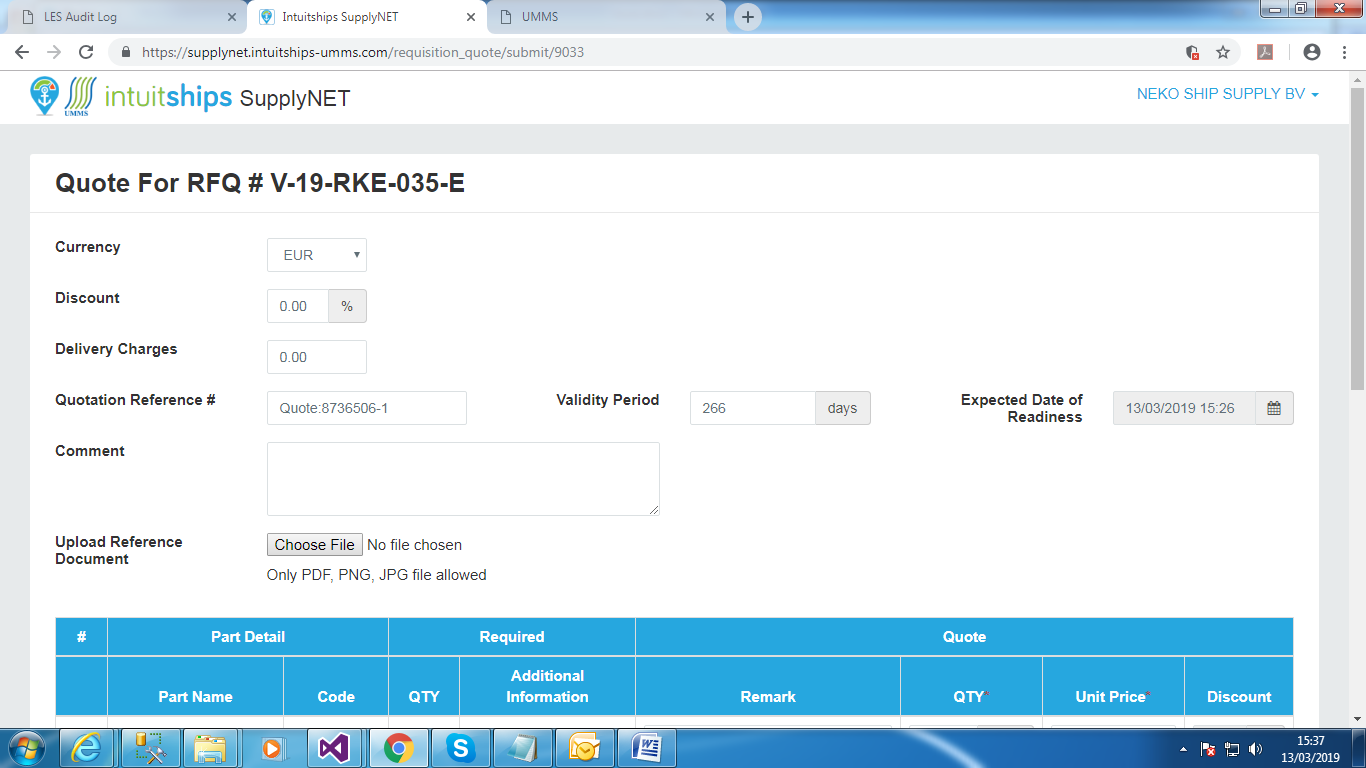 LES Audit Log
Intuitships SupplyNET
UMMS
https://supplynet.intuitships-umms.com/requisition_quote/submit/9033
UMMS intuitships SupplyNET
NEKO SHIP SUPPLY BV
Quote For RFQ # V-19-RKE-035-E
Currency
EUR
Discount
0.00 %
Delivery Charges
0.00
Quotation Reference #
Quote:8736506-1
Validity Period
266 days
Expected Date of
Readiness
13/03/2019 15:26
Comment
Upload Reference
Document
Choose File No file chosen
Only PDF, PNG, JPG file allowed
# Part Detail Required Quote
Part Name Code QTY Additional
Information Remark QTY* Unit Price* Discount
15:37
13/03/2019